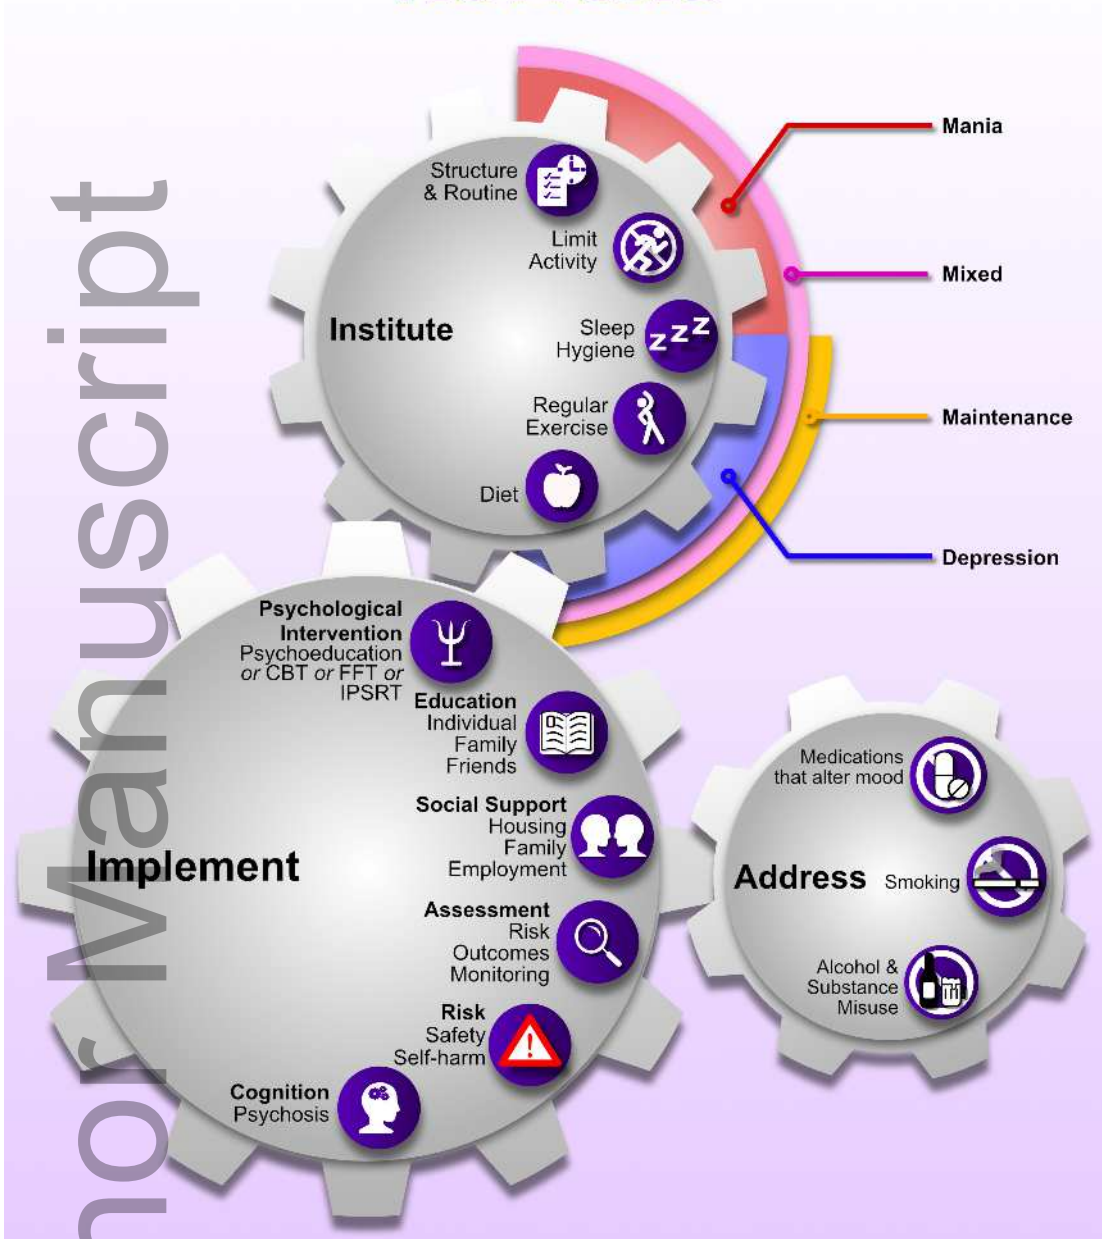 Structure
& Routine
Limit
Activity
Institute
Sleep
Hygiene
Regular
Exercise
Diet
Mania
Mixed
Maintenance
Depression
Psychological
Intervention
Psychoeducation
or CBT or FFT or
IPSRT
Education
Individual
Family
Friends
Social Support
Housing
Family
Employment
Implement
Assessment
Risk
Outcomes
Monitoring
Risk
Safety
Self-harm
Cognition
Psychosis
Medications
that alter mood
Address
Smoking
Alcohol &
Substance
Misuse
zzz
nor Manuscript